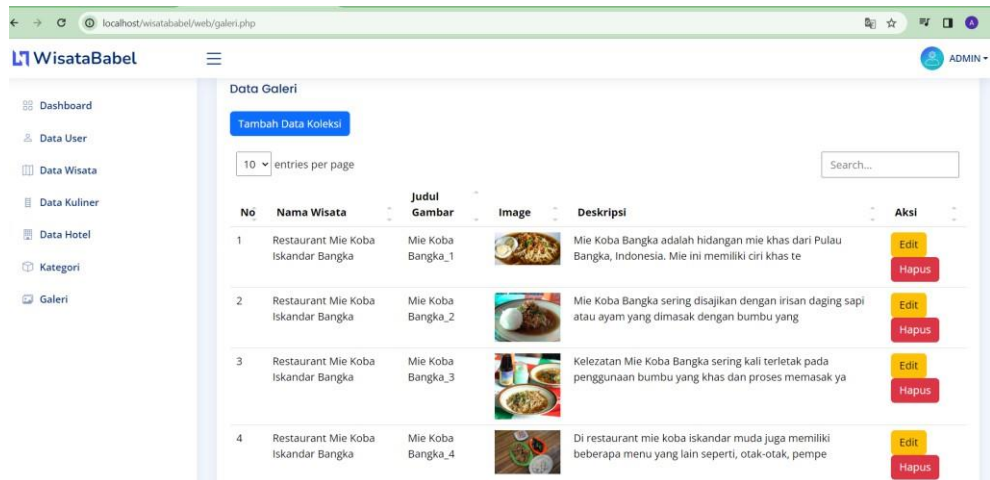 localhost/wisatababel/web/galeri.php
A
WisataBabel
ADMIN
Dashboard
Data User
Data Wisata
Data Kuliner
Data Hotel
Kategori
Galeri
Data Galeri
Tambah Data Koleksi
10 entries per page
Search...
No Nama Wisata Judul Gambar Image Deskripsi Aksi
1 Restaurant Mie Koba Mie Koba Mie Koba Bangka adalah hidangan mie khas dari Pulau Edit
Iskandar Bangka Bangka_1 Bangka, Indonesia. Mie ini memiliki ciri khas te Hapus
2 Restaurant Mie Koba Mie Koba Mie Koba Bangka sering disajikan dengan irisan daging sapi Edit
Iskandar Bangka Bangka_2 atau ayam yang dimasak dengan bumbu yang Hapus
3 Restaurant Mie Koba Mie Koba Kelezatan Mie Koba Bangka sering kali terletak pada Edit
Iskandar Bangka Bangka_3 penggunaan bumbu yang khas dan proses memasak ya Hapus
4 Restaurant Mie Koba Mie Koba Di restaurant mie koba iskandar muda juga memiliki Edit
Iskandar Bangka Bangka_4 beberapa menu yang lain seperti, otak-otak, pempe Hapus